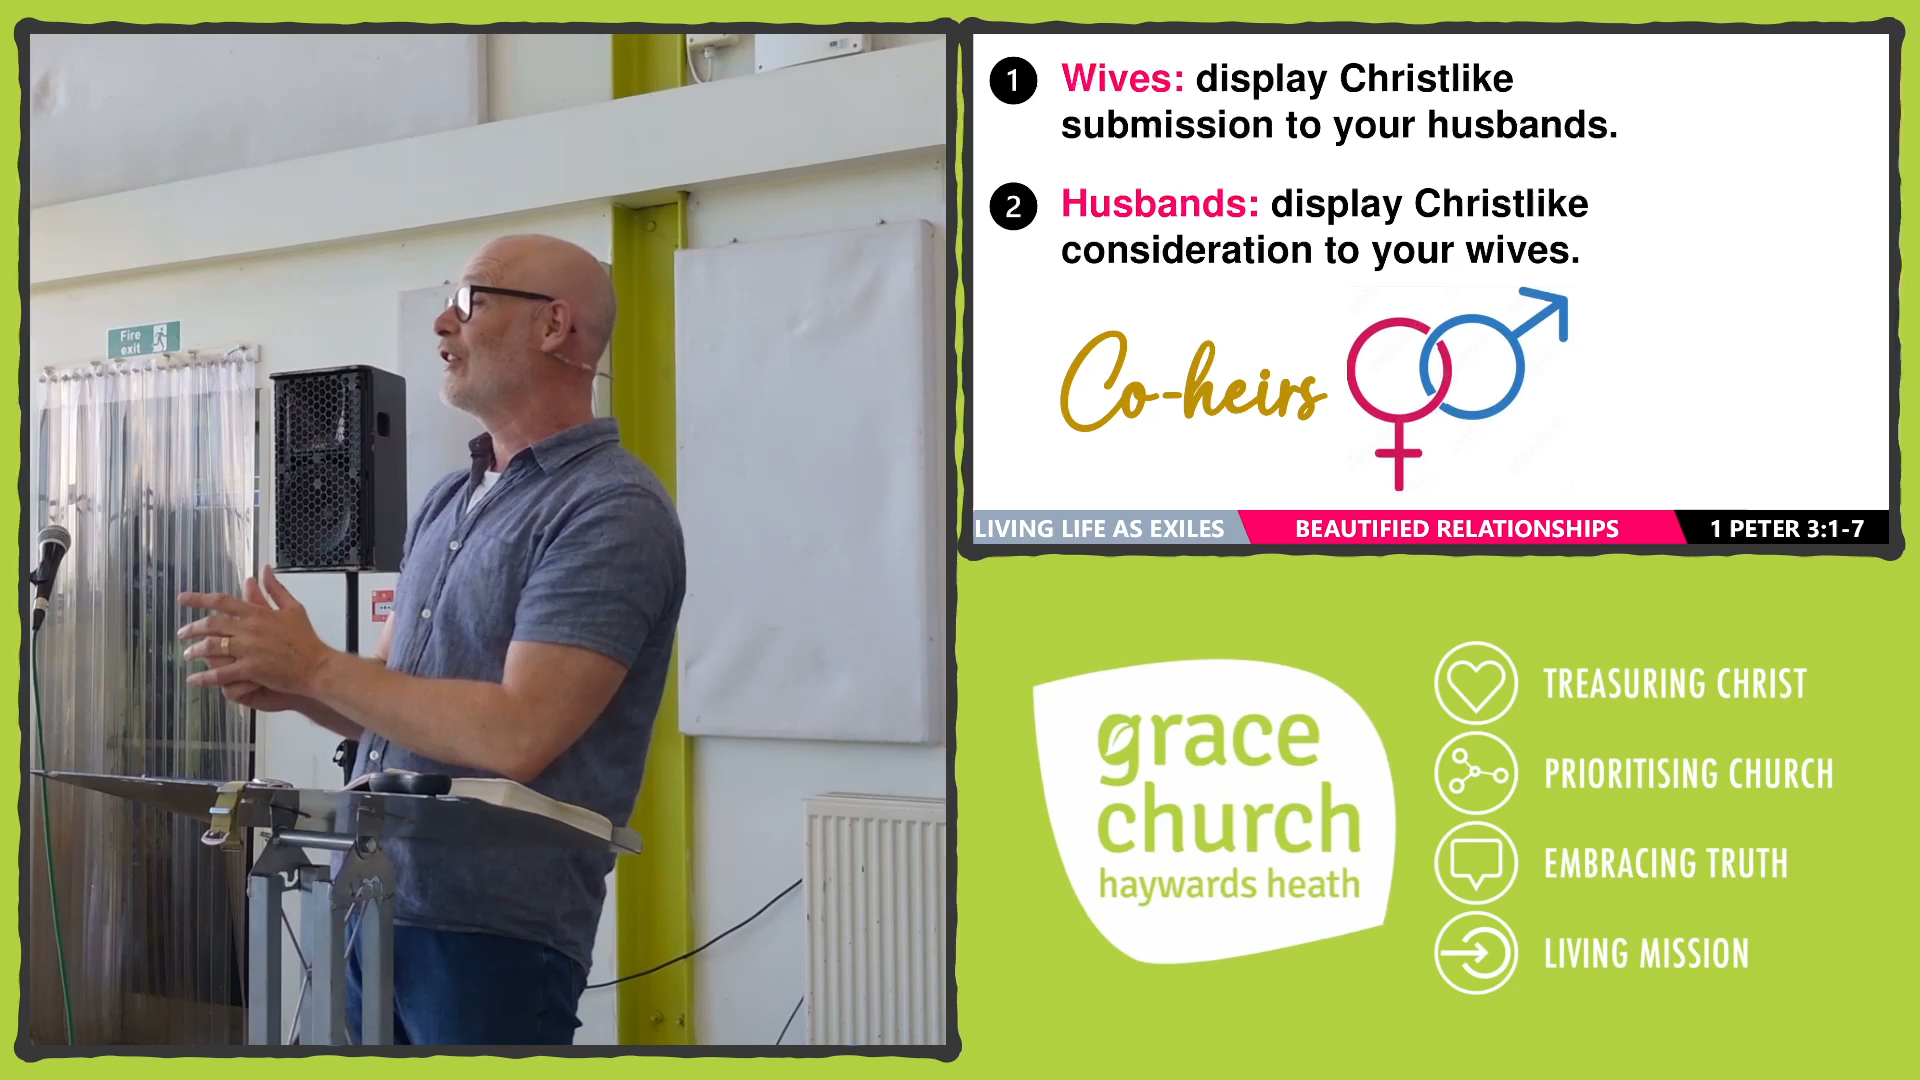 Fire
exit
1 Wives: display Christlike
submission to your husbands.
2 Husbands: display Christlike
consideration to your wives.
Co-heirs
LIVING LIFE AS EXILES BEAUTIFIED RELATIONSHIPS 1 PETER 3:1-7
grace
church
haywards heath
TREASURING CHRIST
PRIORITISING CHURCH
EMBRACING TRUTH
LIVING MISSION